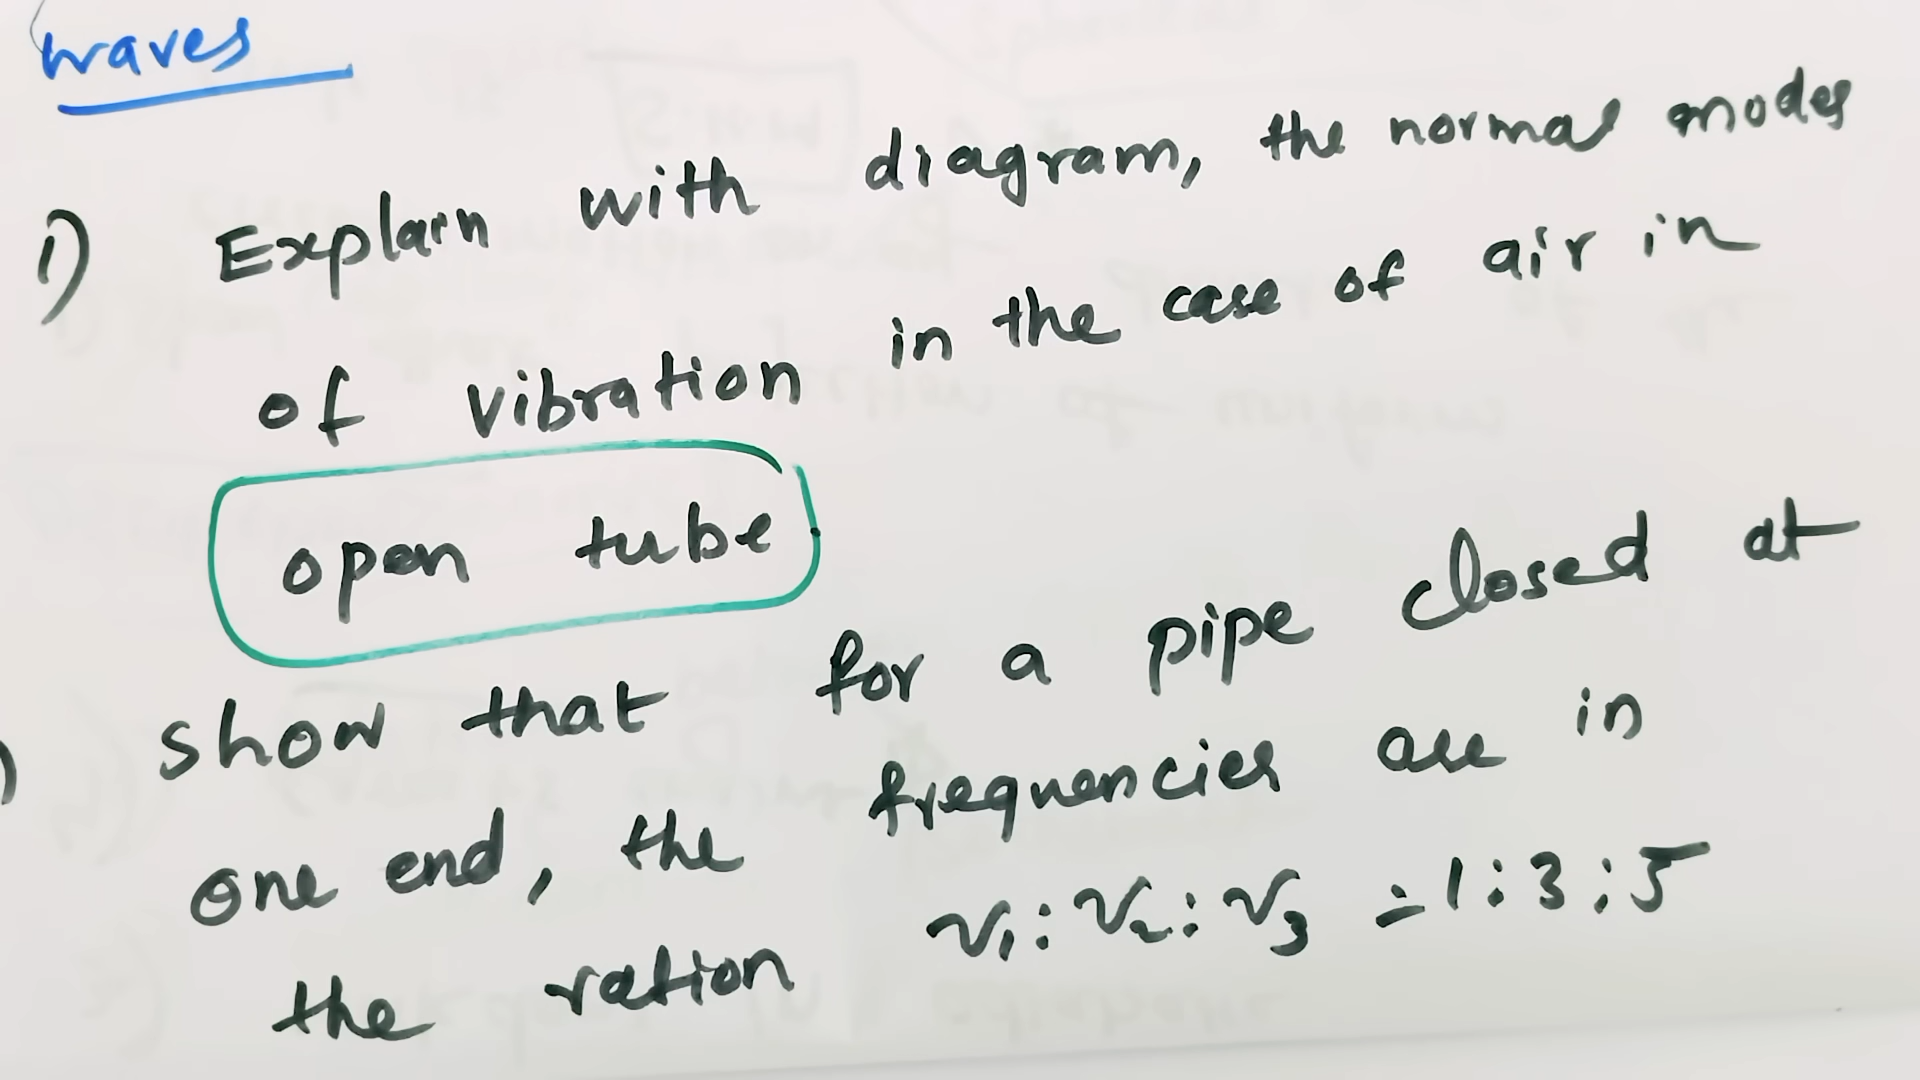 waves
1) Explain with diagram, the normal modes
of vibration in the case of air in
open tube
) show that for a pipe closed at
one end, the frequencies are in
the ration ν₁:ν₂:ν₃ = 1:3:5